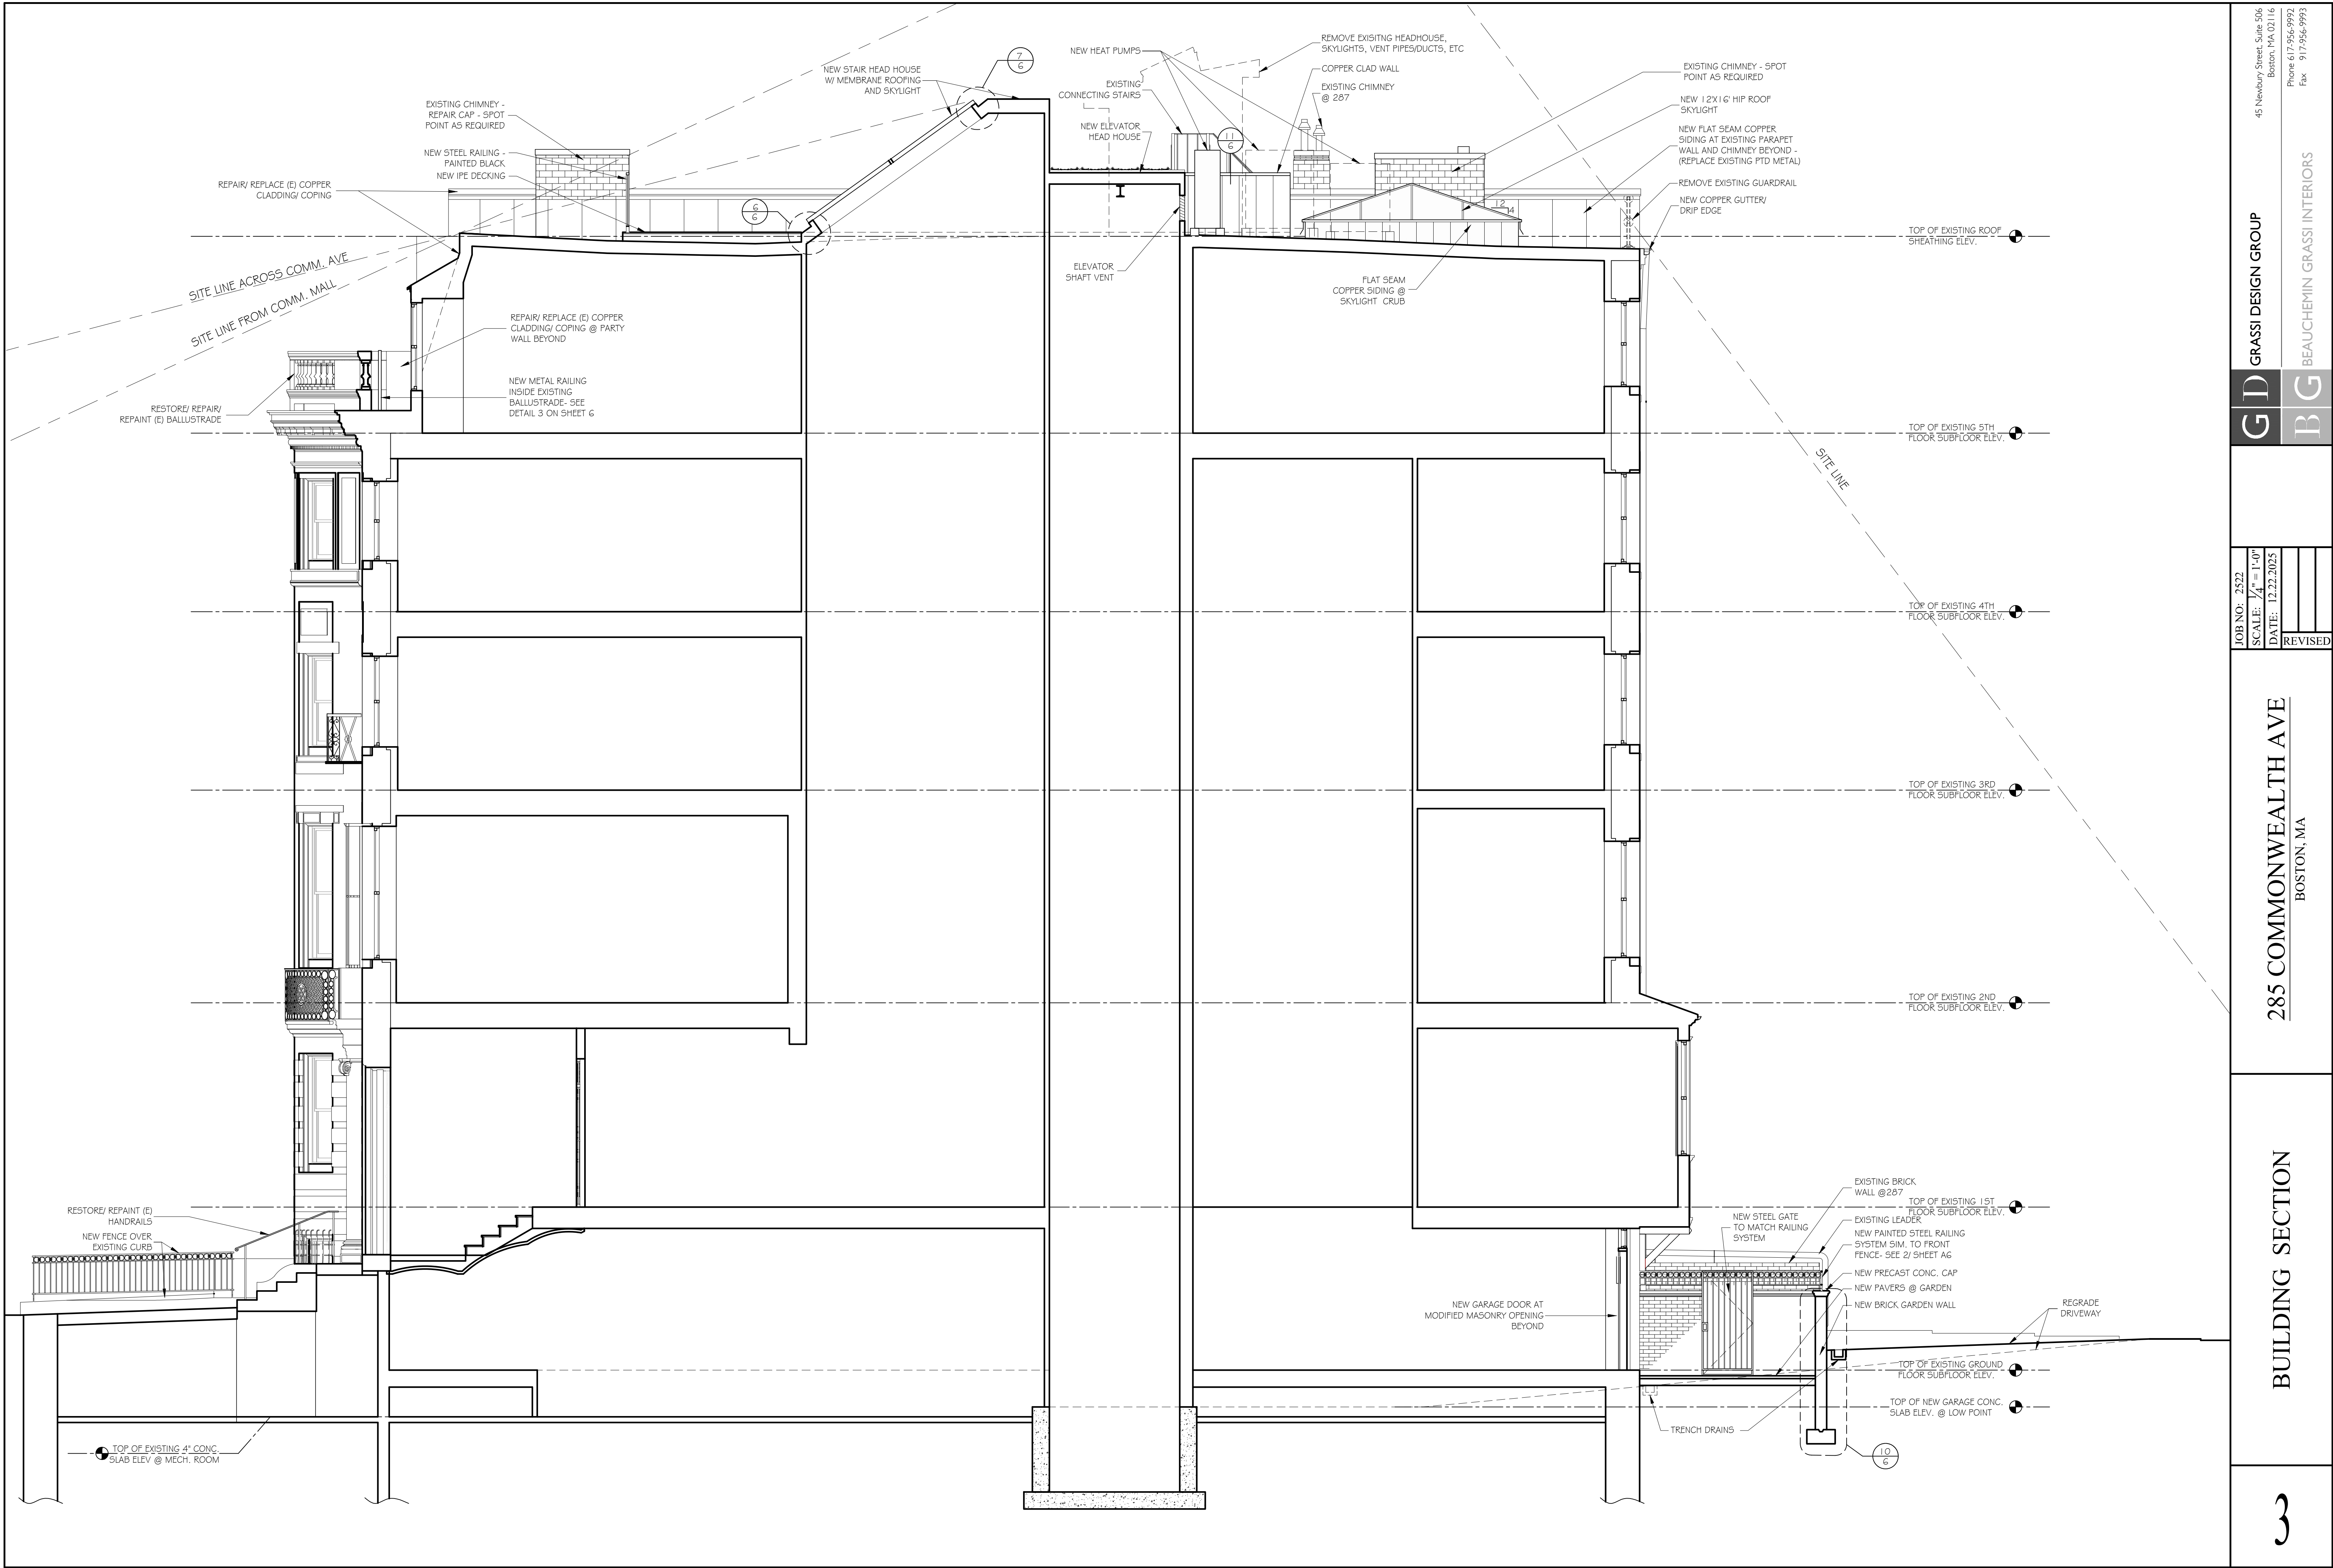 NEW HEAT PUMPS
REMOVE EXISITNG HEADHOUSE,
SKYLIGHTS, VENT PIPES/DUCTS, ETC
7
6
NEW STAIR HEAD HOUSE
W/ MEMBRANE ROOFING
AND SKYLIGHT
COPPER CLAD WALL
EXISTING
CONNECTING STAIRS
EXISTING CHIMNEY
@ 287
EXISTING CHIMNEY - SPOT
POINT AS REQUIRED
EXISTING CHIMNEY -
REPAIR CAP - SPOT
POINT AS REQUIRED
NEW 12'X16' HIP ROOF
SKYLIGHT
NEW ELEVATOR
HEAD HOUSE
11
6
NEW FLAT SEAM COPPER
SIDING AT EXISTING PARAPET
WALL AND CHIMNEY BEYOND -
(REPLACE EXISTING PTD METAL)
NEW STEEL RAILING -
PAINTED BLACK
NEW IPE DECKING
REPAIR/ REPLACE (E) COPPER
CLADDING/ COPING
REMOVE EXISTING GUARDRAIL
NEW COPPER GUTTER/
DRIP EDGE
6
6
12
4
TOP OF EXISTING ROOF
SHEATHING ELEV.
SITE LINE ACROSS COMM. AVE
SITE LINE FROM COMM. MALL
ELEVATOR
SHAFT VENT
FLAT SEAM
COPPER SIDING @
SKYLIGHT CRUB
REPAIR/ REPLACE (E) COPPER
CLADDING/ COPING @ PARTY
WALL BEYOND
NEW METAL RAILING
INSIDE EXISTING
BALLUSTRADE- SEE
DETAIL 3 ON SHEET 6
RESTORE/ REPAIR/
REPAINT (E) BALLUSTRADE
TOP OF EXISTING 5TH
FLOOR SUBFLOOR ELEV.
SITE LINE
TOP OF EXISTING 4TH
FLOOR SUBFLOOR ELEV.
TOP OF EXISTING 3RD
FLOOR SUBFLOOR ELEV.
TOP OF EXISTING 2ND
FLOOR SUBFLOOR ELEV.
EXISTING BRICK
WALL @287
TOP OF EXISTING 1ST
FLOOR SUBFLOOR ELEV.
RESTORE/ REPAINT (E)
HANDRAILS
NEW FENCE OVER
EXISTING CURB
NEW STEEL GATE
TO MATCH RAILING
SYSTEM
EXISTING LEADER
NEW PAINTED STEEL RAILING
SYSTEM SIM. TO FRONT
FENCE- SEE 2/ SHEET A6
NEW PRECAST CONC. CAP
NEW PAVERS @ GARDEN
NEW BRICK GARDEN WALL
NEW GARAGE DOOR AT
MODIFIED MASONRY OPENING
BEYOND
REGRADE
DRIVEWAY
TOP OF EXISTING GROUND
FLOOR SUBFLOOR ELEV.
TOP OF NEW GARAGE CONC.
SLAB ELEV. @ LOW POINT
TRENCH DRAINS
10
6
TOP OF EXISTING 4" CONC.
SLAB ELEV @ MECH. ROOM
45 Newbury Street, Suite 506
Boston, MA 02116
Phone 617-956-9992
Fax 917-956-9993
GD GRASSI DESIGN GROUP
BG BEAUCHEMIN GRASSI INTERIORS
JOB NO: 2522
SCALE: 1/4" = 1'-0"
DATE: 12.22.2025
REVISED
285 COMMONWEALTH AVE
BOSTON, MA
BUILDING SECTION
3